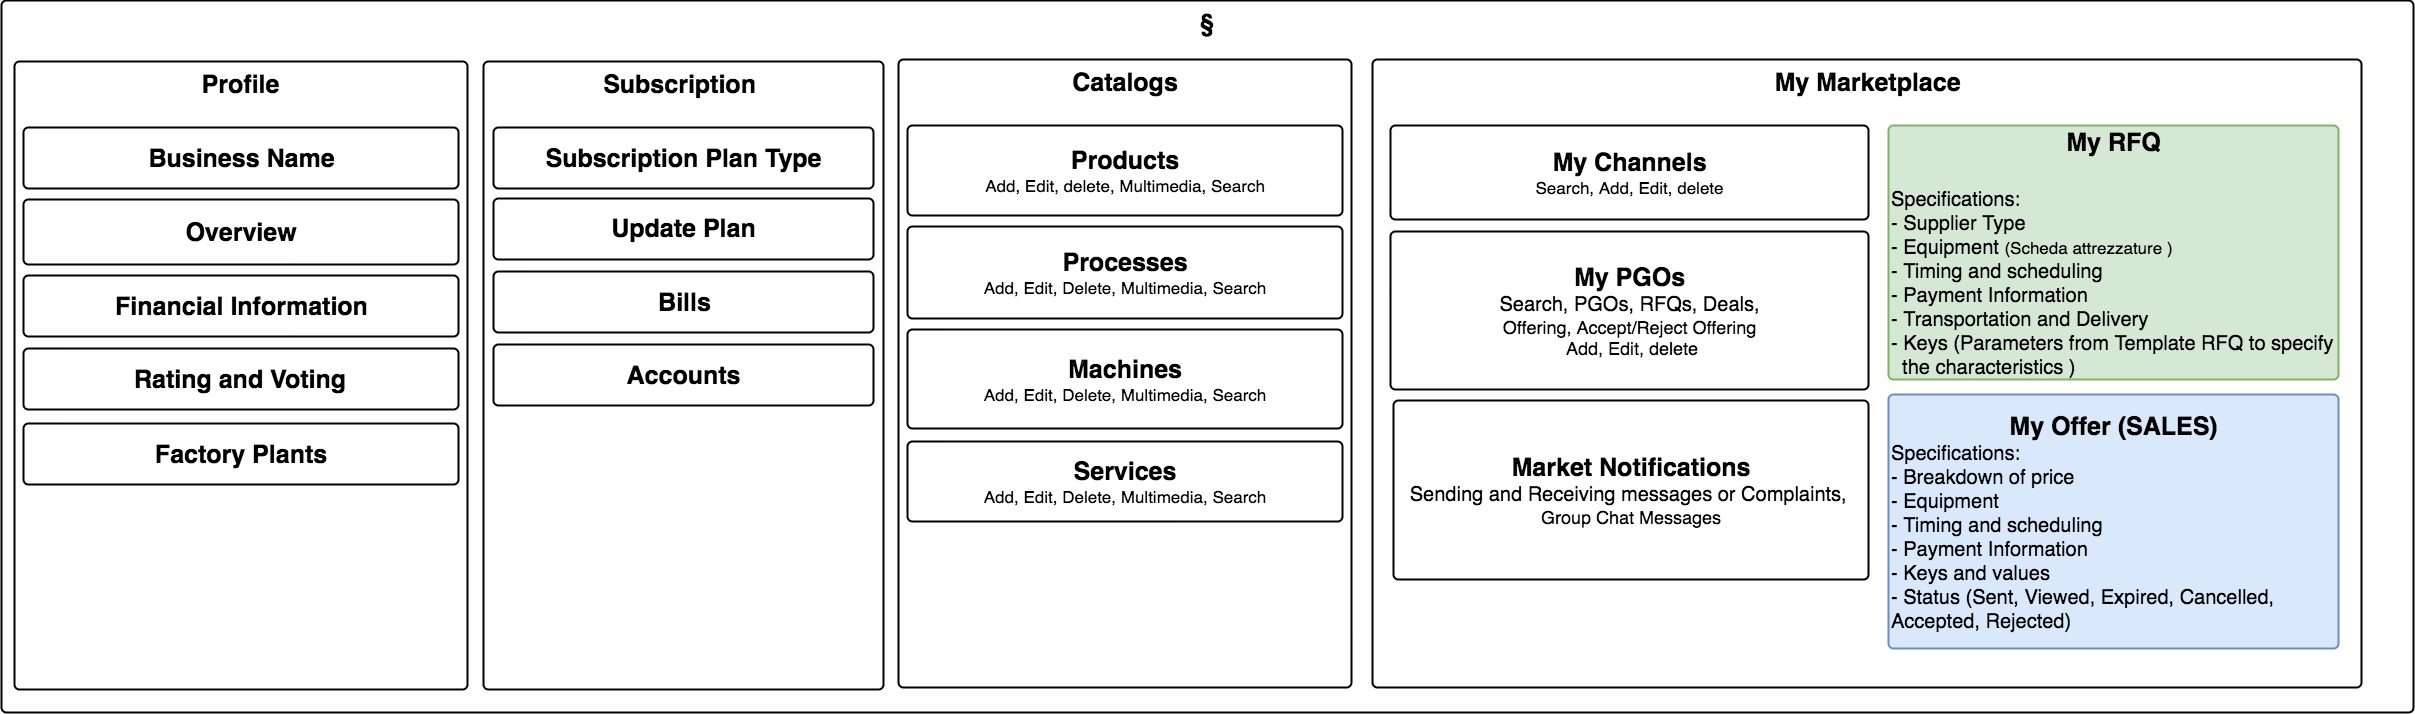 §
Profile
Business Name
Overview
Financial Information
Rating and Voting
Factory Plants
Subscription
Subscription Plan Type
Update Plan
Bills
Accounts
Catalogs
Products
Add, Edit, delete, Multimedia, Search
Processes
Add, Edit, Delete, Multimedia, Search
Machines
Add, Edit, Delete, Multimedia, Search
Services
Add, Edit, Delete, Multimedia, Search
My Marketplace
My Channels
Search, Add, Edit, delete
My PGOs
Search, PGOs, RFQs, Deals,
Offering, Accept/Reject Offering
Add, Edit, delete
Market Notifications
Sending and Receiving messages or Complaints,
Group Chat Messages
My RFQ
Specifications:
- Supplier Type
- Equipment (Scheda attrezzature )
- Timing and scheduling
- Payment Information
- Transportation and Delivery
- Keys (Parameters from Template RFQ to specify
the characteristics )
My Offer (SALES)
Specifications:
- Breakdown of price
- Equipment
- Timing and scheduling
- Payment Information
- Keys and values
- Status (Sent, Viewed, Expired, Cancelled,
Accepted, Rejected)